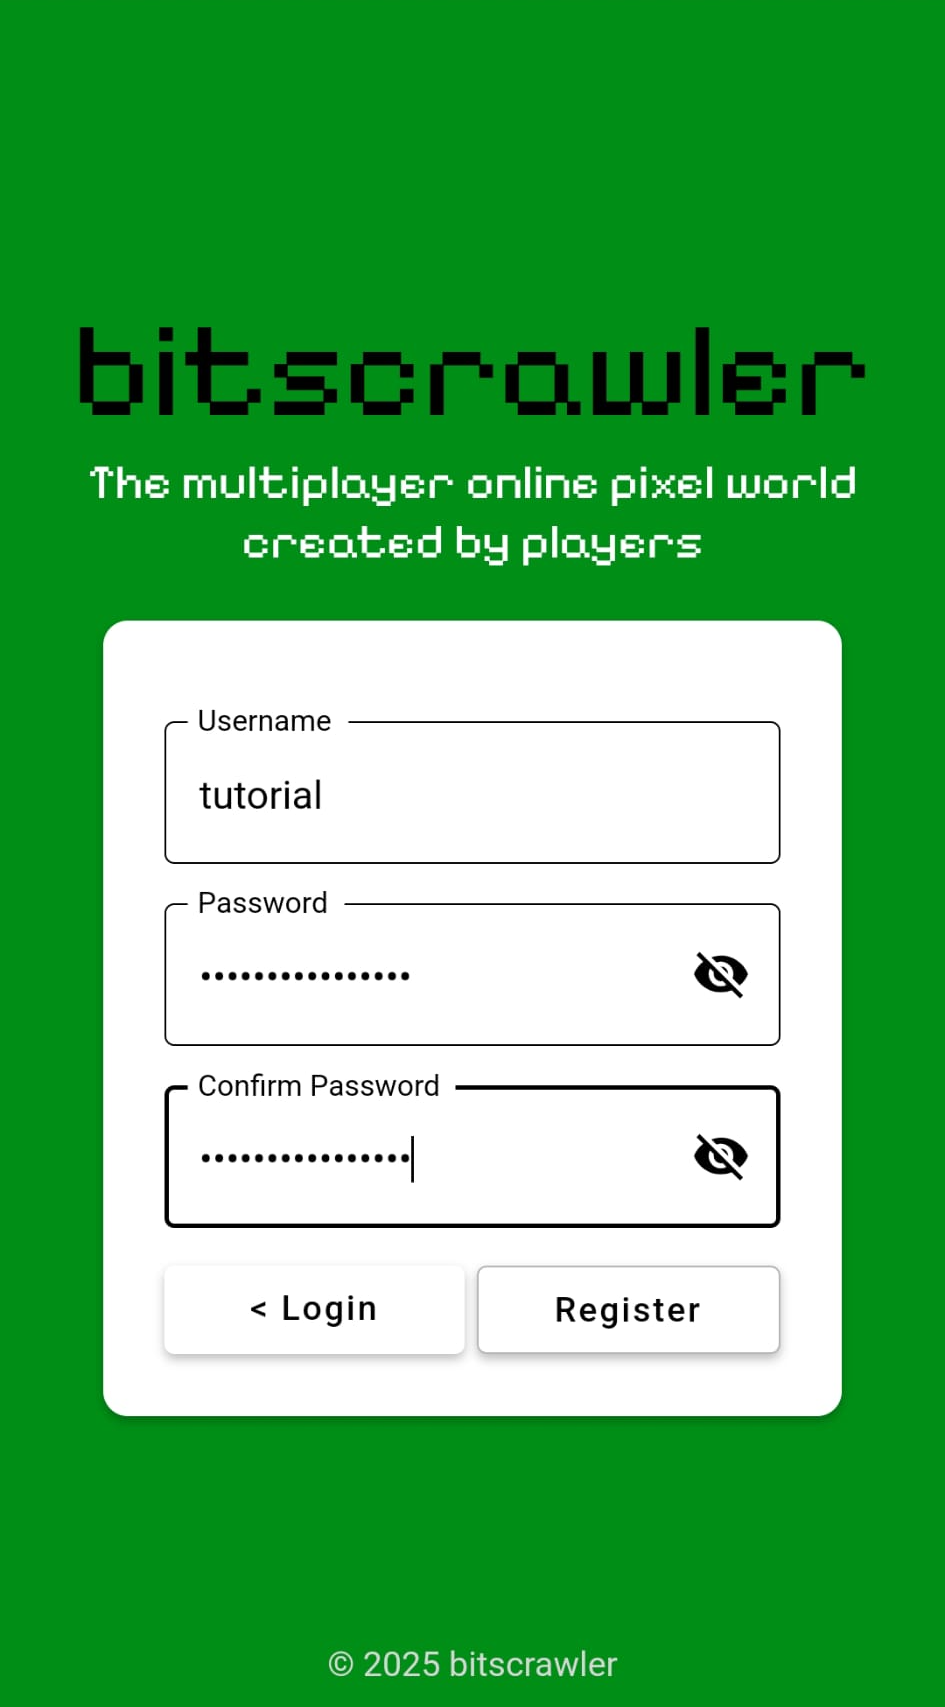 bitscrawler
The multiplayer online pixel world
created by players
Username
tutorial
Password
••••••••••••••••
Confirm Password
••••••••••••••••
< Login
Register
© 2025 bitscrawler